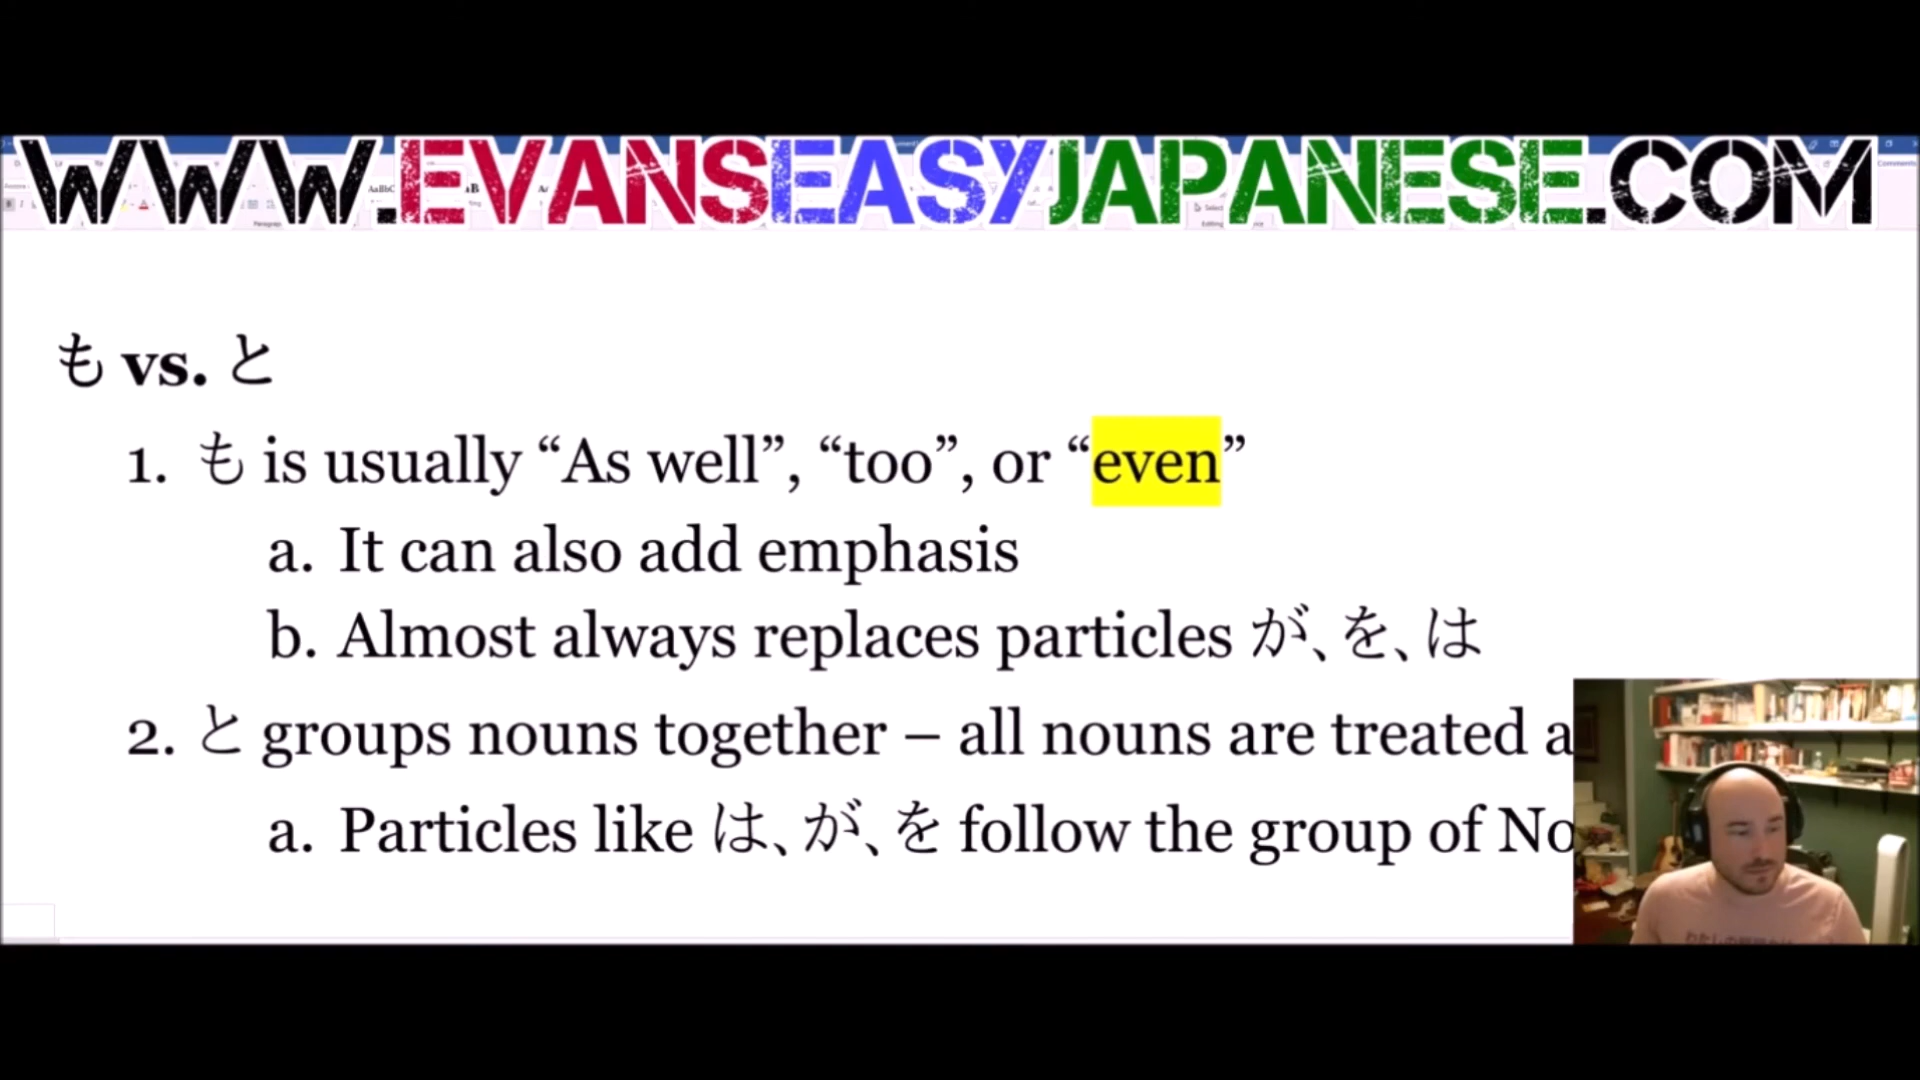 WWW.EVANSEASYJAPANESE.COM
も vs. と
1. も is usually “As well”, “too”, or “even”
a. It can also add emphasis
b. Almost always replaces particles が、を、は
2. と groups nouns together – all nouns are treated a
a. Particles like は、が、を follow the group of No